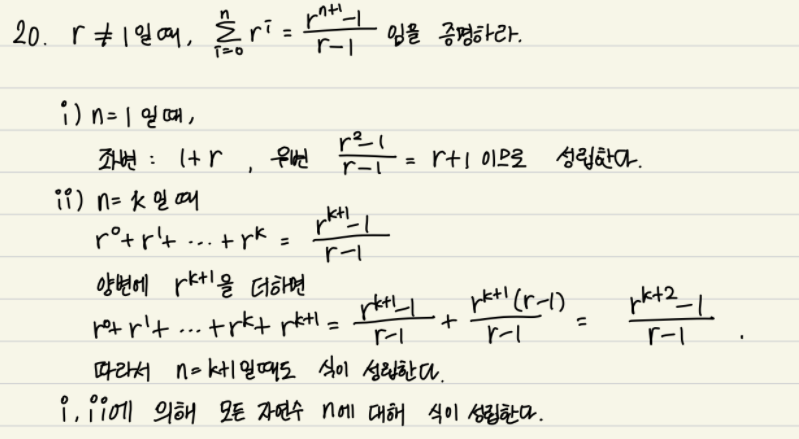 20. r ≠ 1일 때, \sum_{i=0}^{n} r^i = \frac{r^{n+1}-1}{r-1} 임을 증명하라.
i) n=1 일 때,
좌변 : 1+r , 우변 \frac{r^2-1}{r-1} = r+1 이므로 성립한다.
ii) n=k 일 때
r^0+r^1+ ... +r^k = \frac{r^{k+1}-1}{r-1}
양변에 r^{k+1}을 더하면
r^0+r^1+ ... +r^k+r^{k+1} = \frac{r^{k+1}-1}{r-1} + \frac{r^{k+1}(r-1)}{r-1} = \frac{r^{k+2}-1}{r-1} .
따라서 n=k+1일때도 식이 성립한다.
i, ii에 의해 모든 자연수 n에 대해 식이 성립한다.